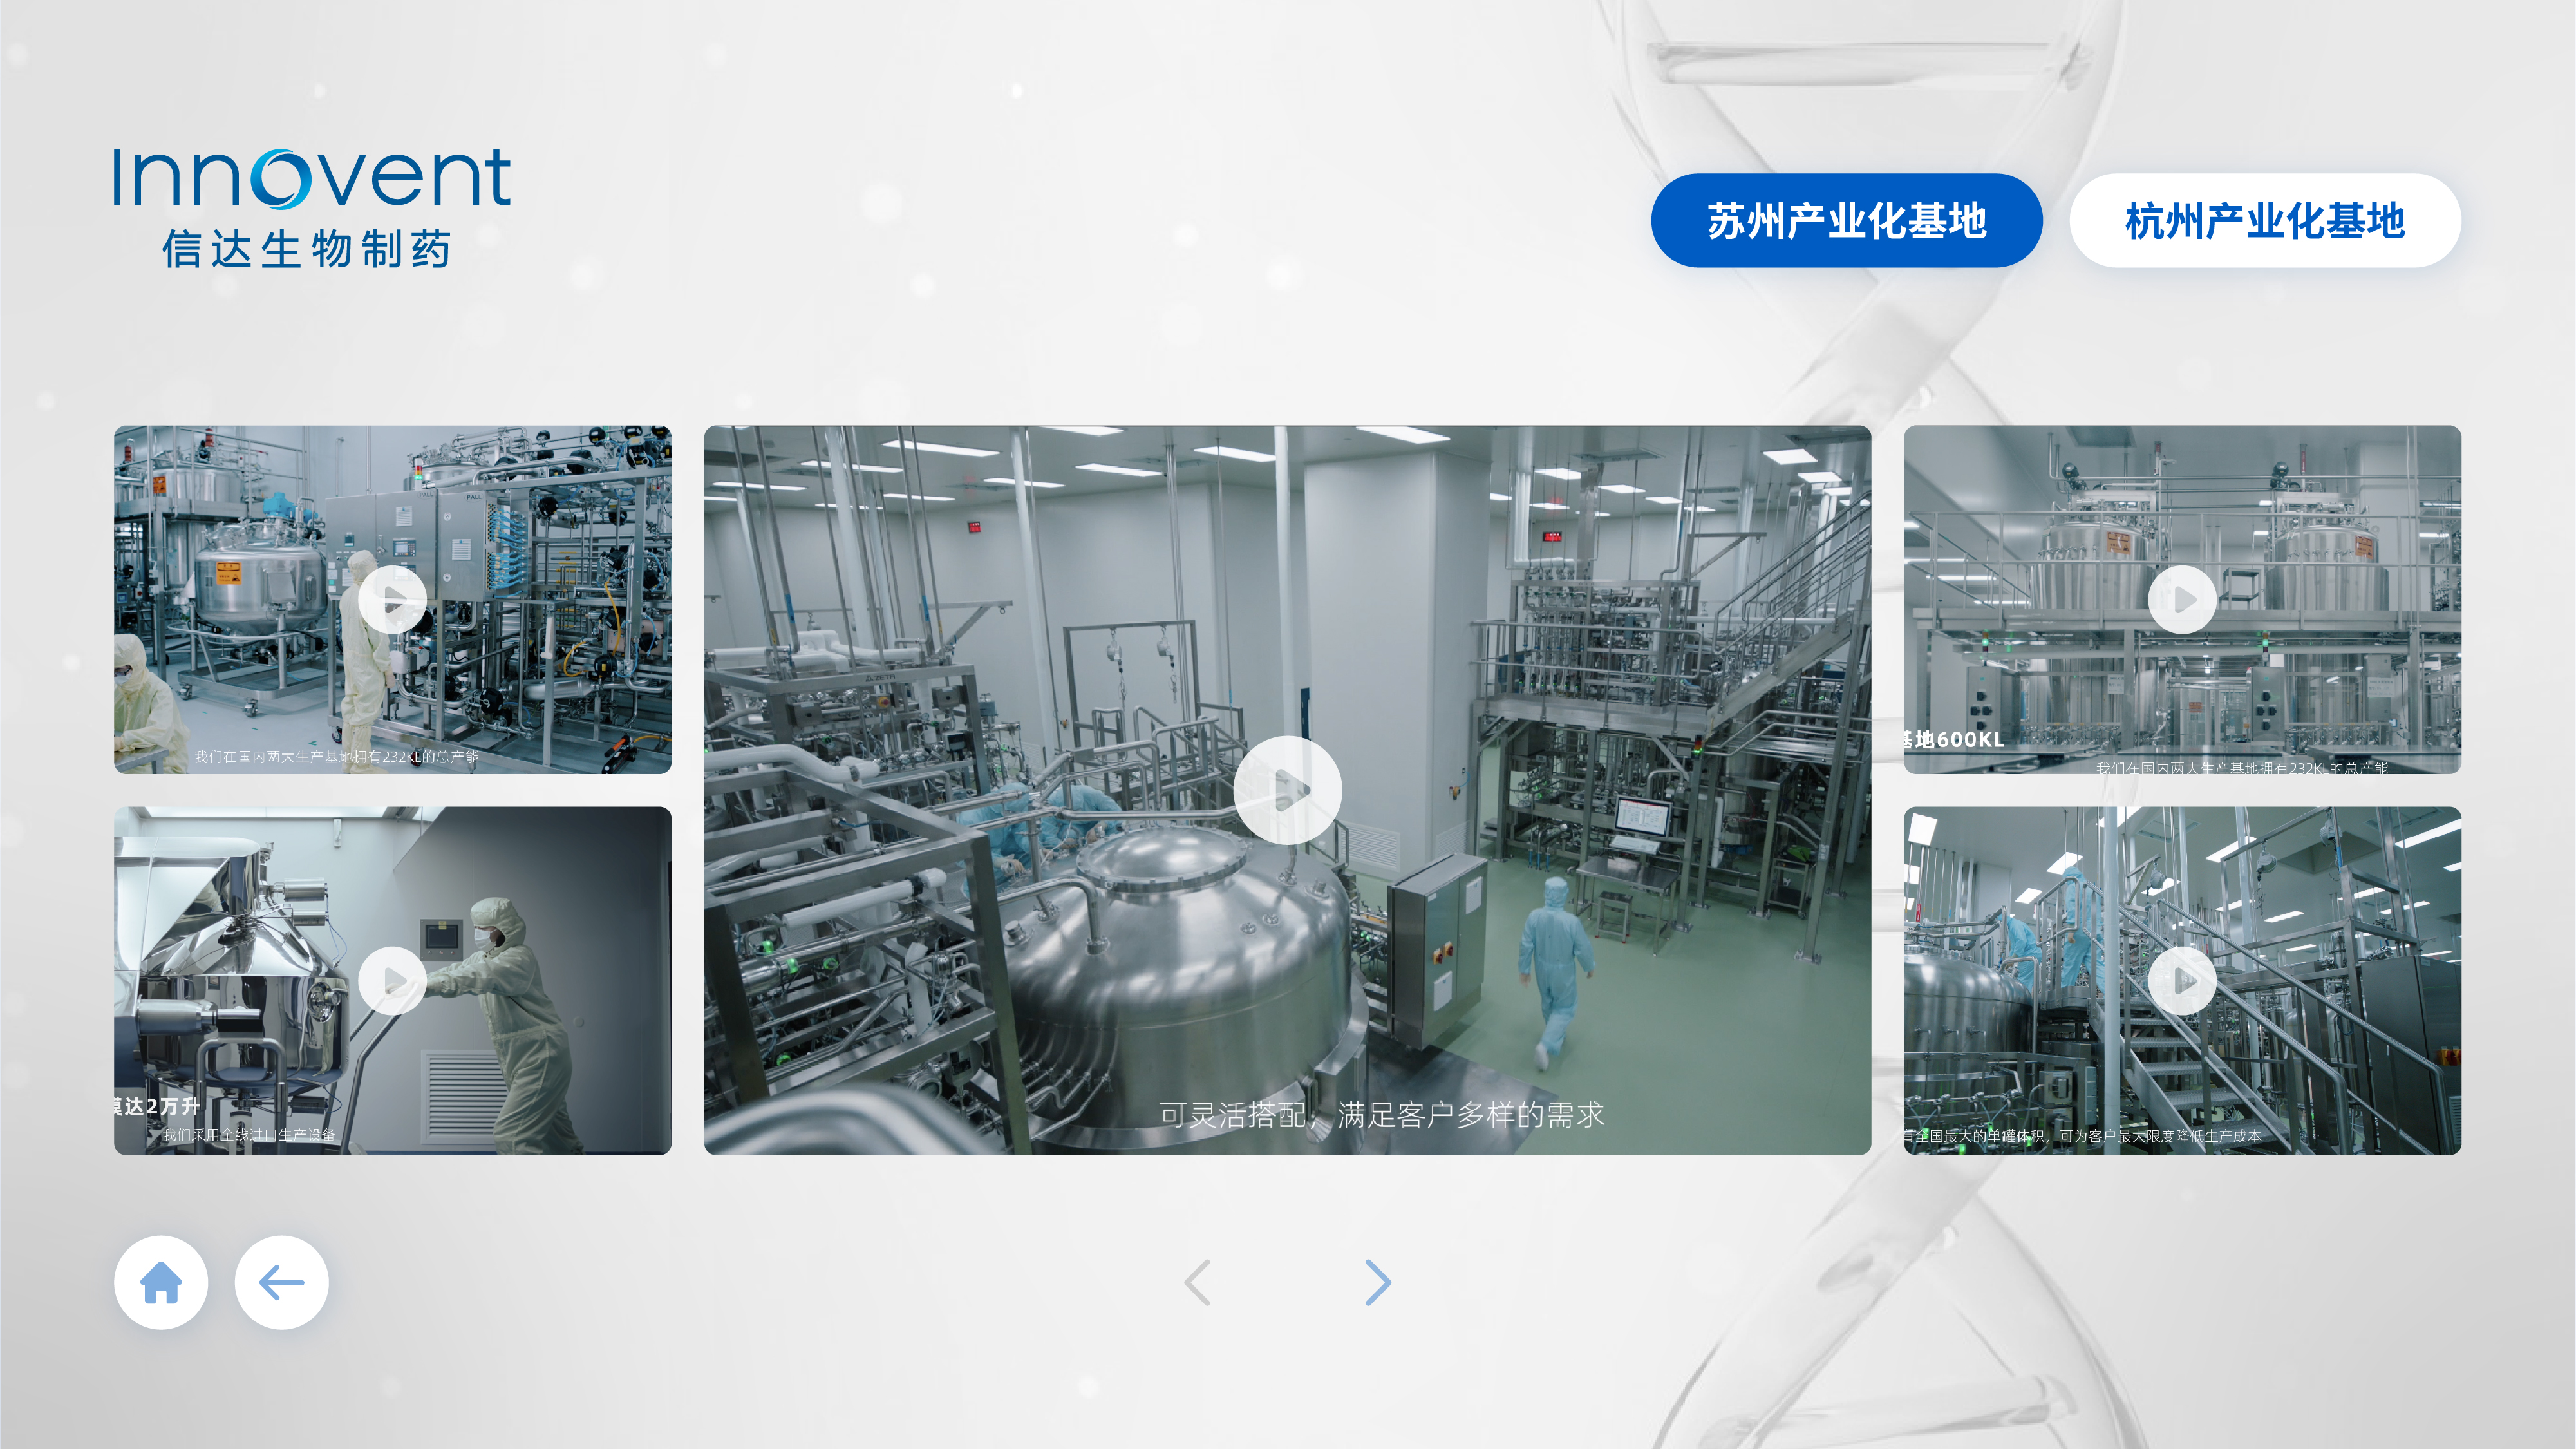 Innovent
信达生物制药
苏州产业化基地
杭州产业化基地
PALL
PALL
我们在国内两大生产基地拥有232KL的总产能
模达2万升
我们采用全线进口生产设备
ZETA
可灵活搭配，满足客户多样的需求
基地600KL
我们在国内两大生产基地拥有232KL的总产能
有全国最大的单罐体积，可为客户最大限度降低生产成本